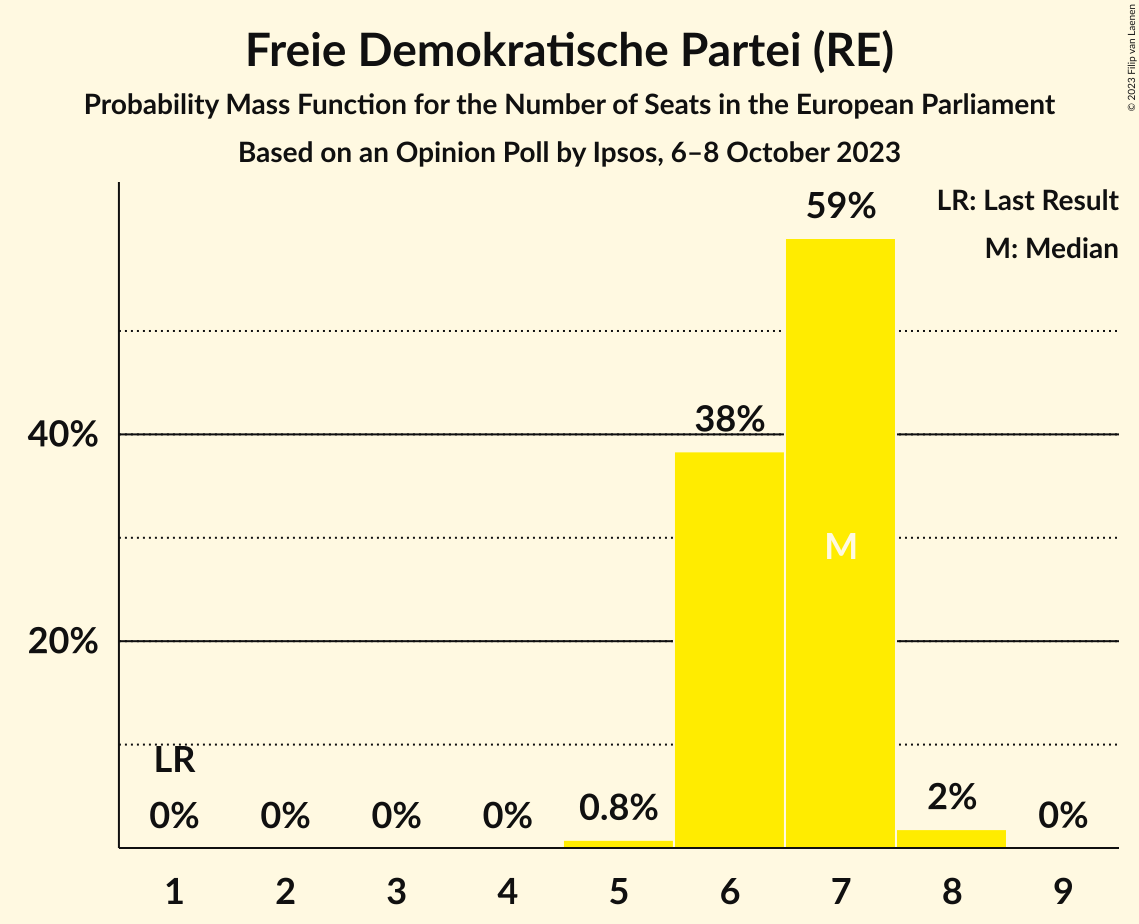 Freie Demokratische Partei (RE)
Probability Mass Function for the Number of Seats in the European Parliament
Based on an Opinion Poll by Ipsos, 6–8 October 2023
© 2023 Filip van Laenen
LR: Last Result
M: Median
59%
38%
40%
M
20%
LR
0% 0% 0% 0% 0.8% 2% 0%
1 2 3 4 5 6 7 8 9